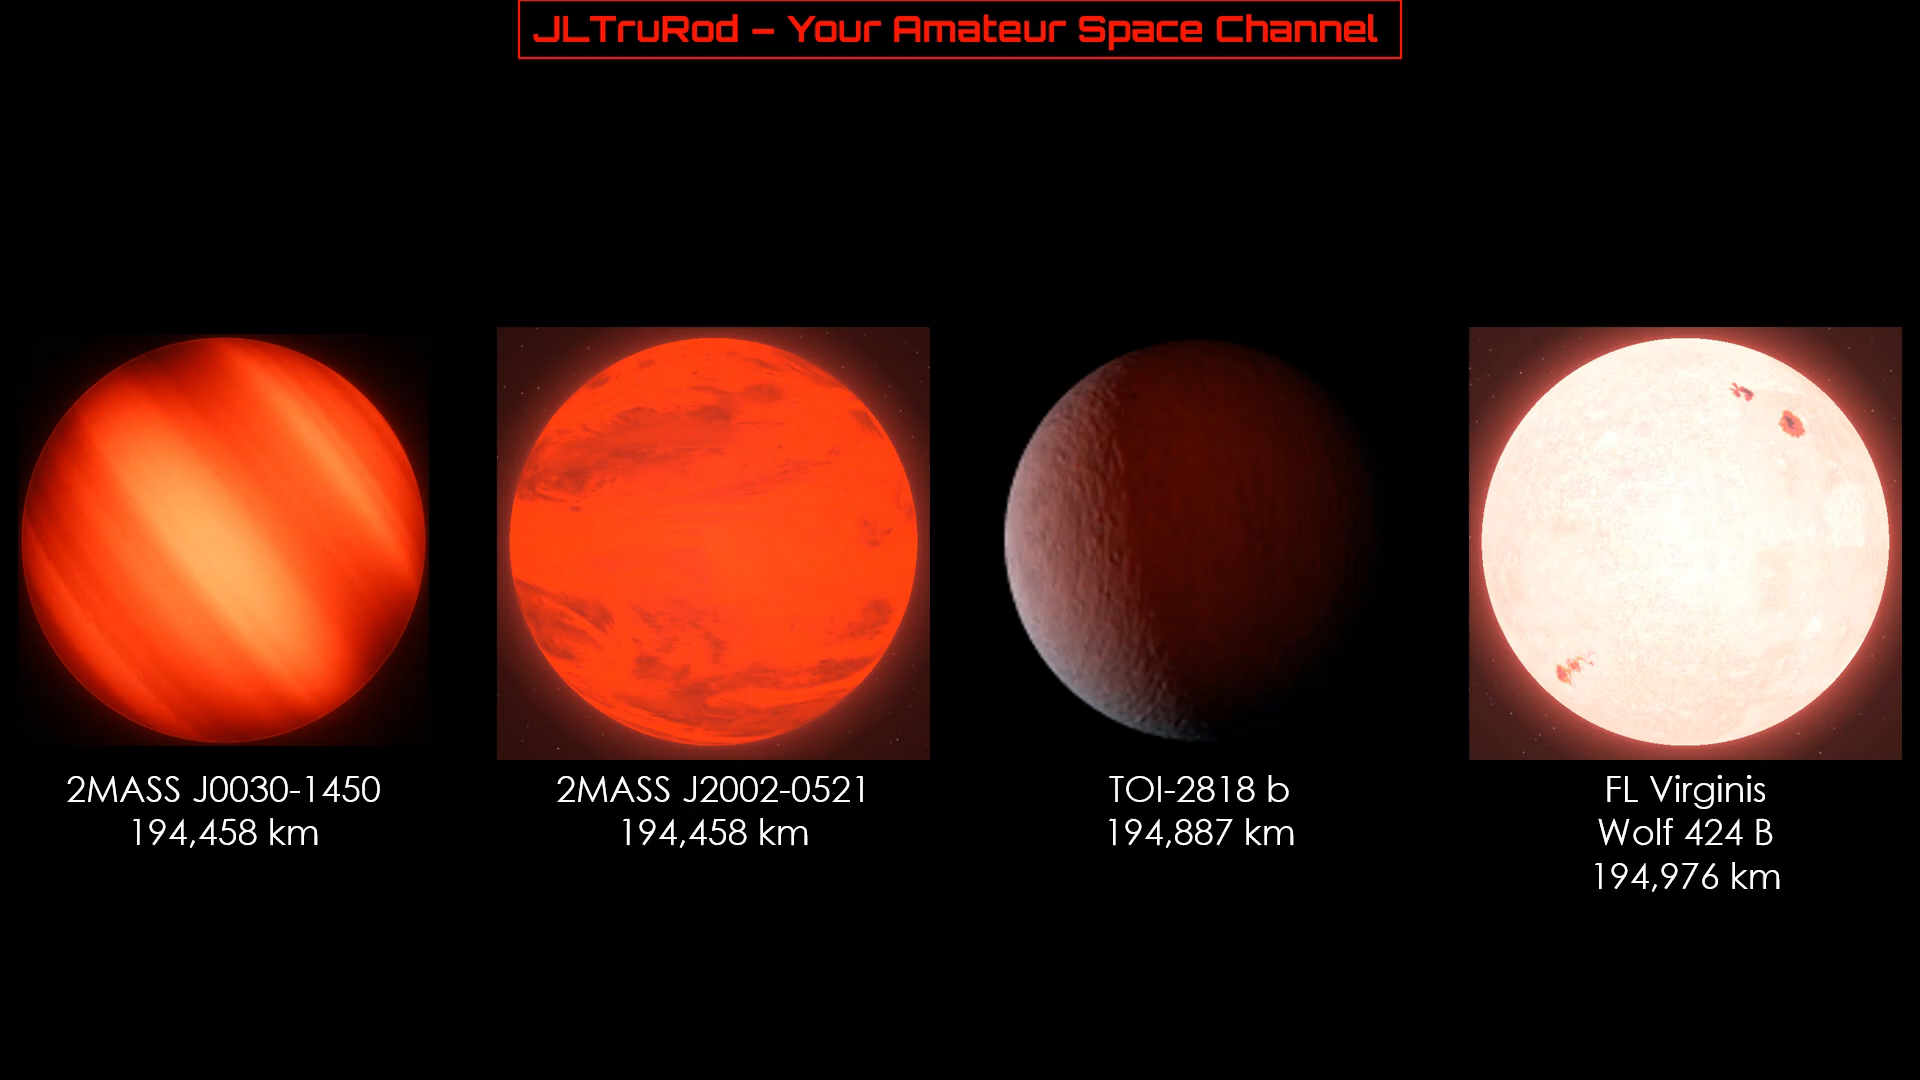 JLTruRod – Your Amateur Space Channel
2MASS J0030-1450
194,458 km
2MASS J2002-0521
194,458 km
TOI-2818 b
194,887 km
FL Virginis
Wolf 424 B
194,976 km